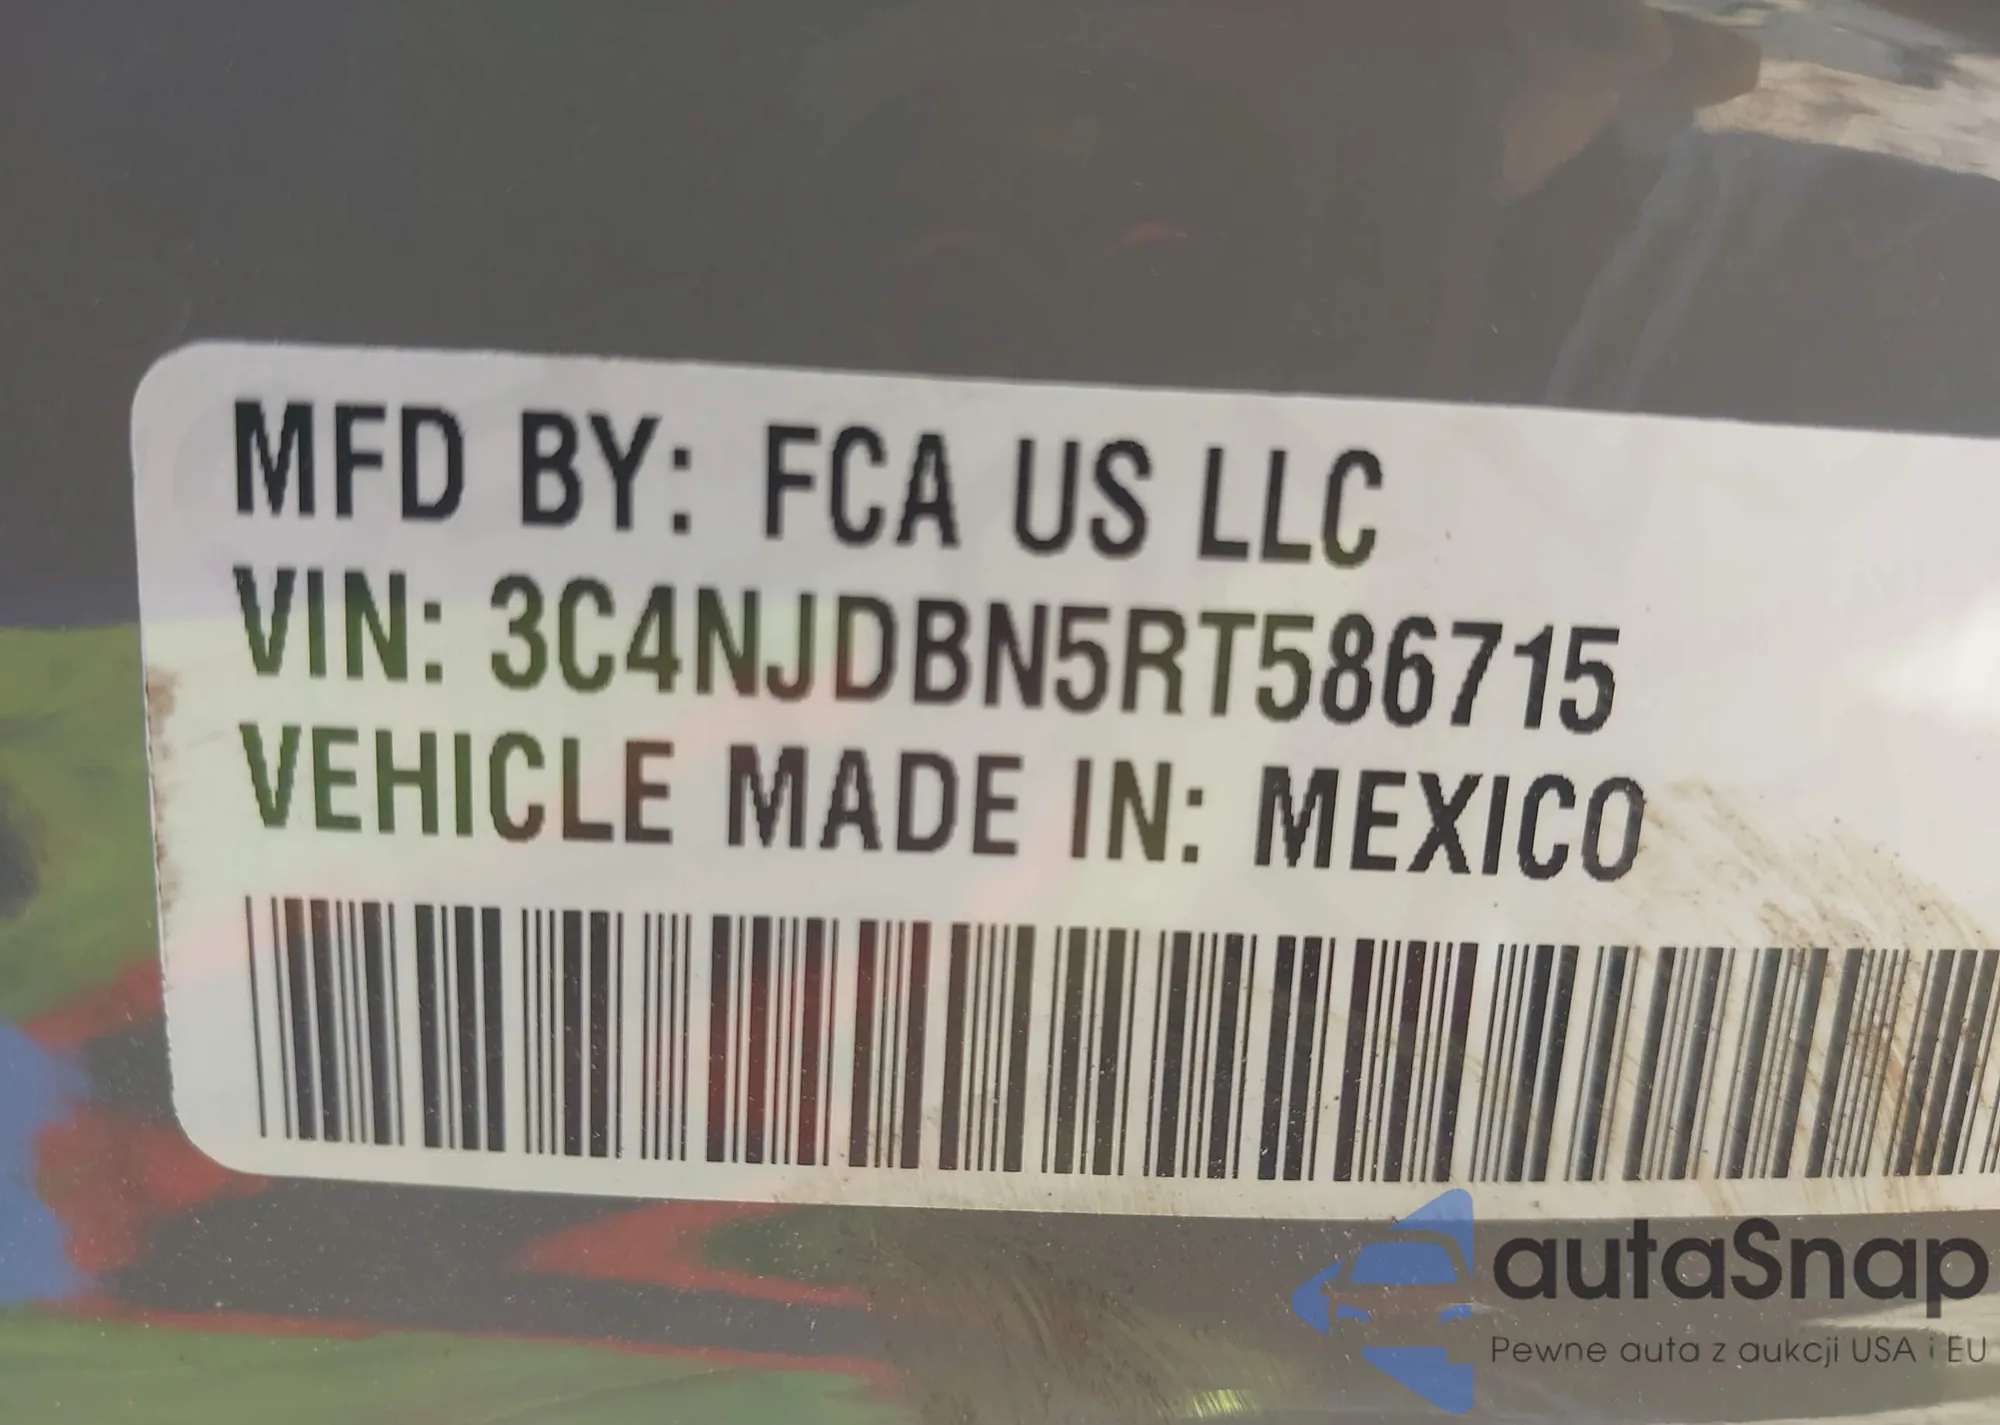 MFD BY: FCA US LLC
VIN: 3C4NJDBN5RT586715
VEHICLE MADE IN: MEXICO
autaSnap
Pewne auta z aukcji USA i EU